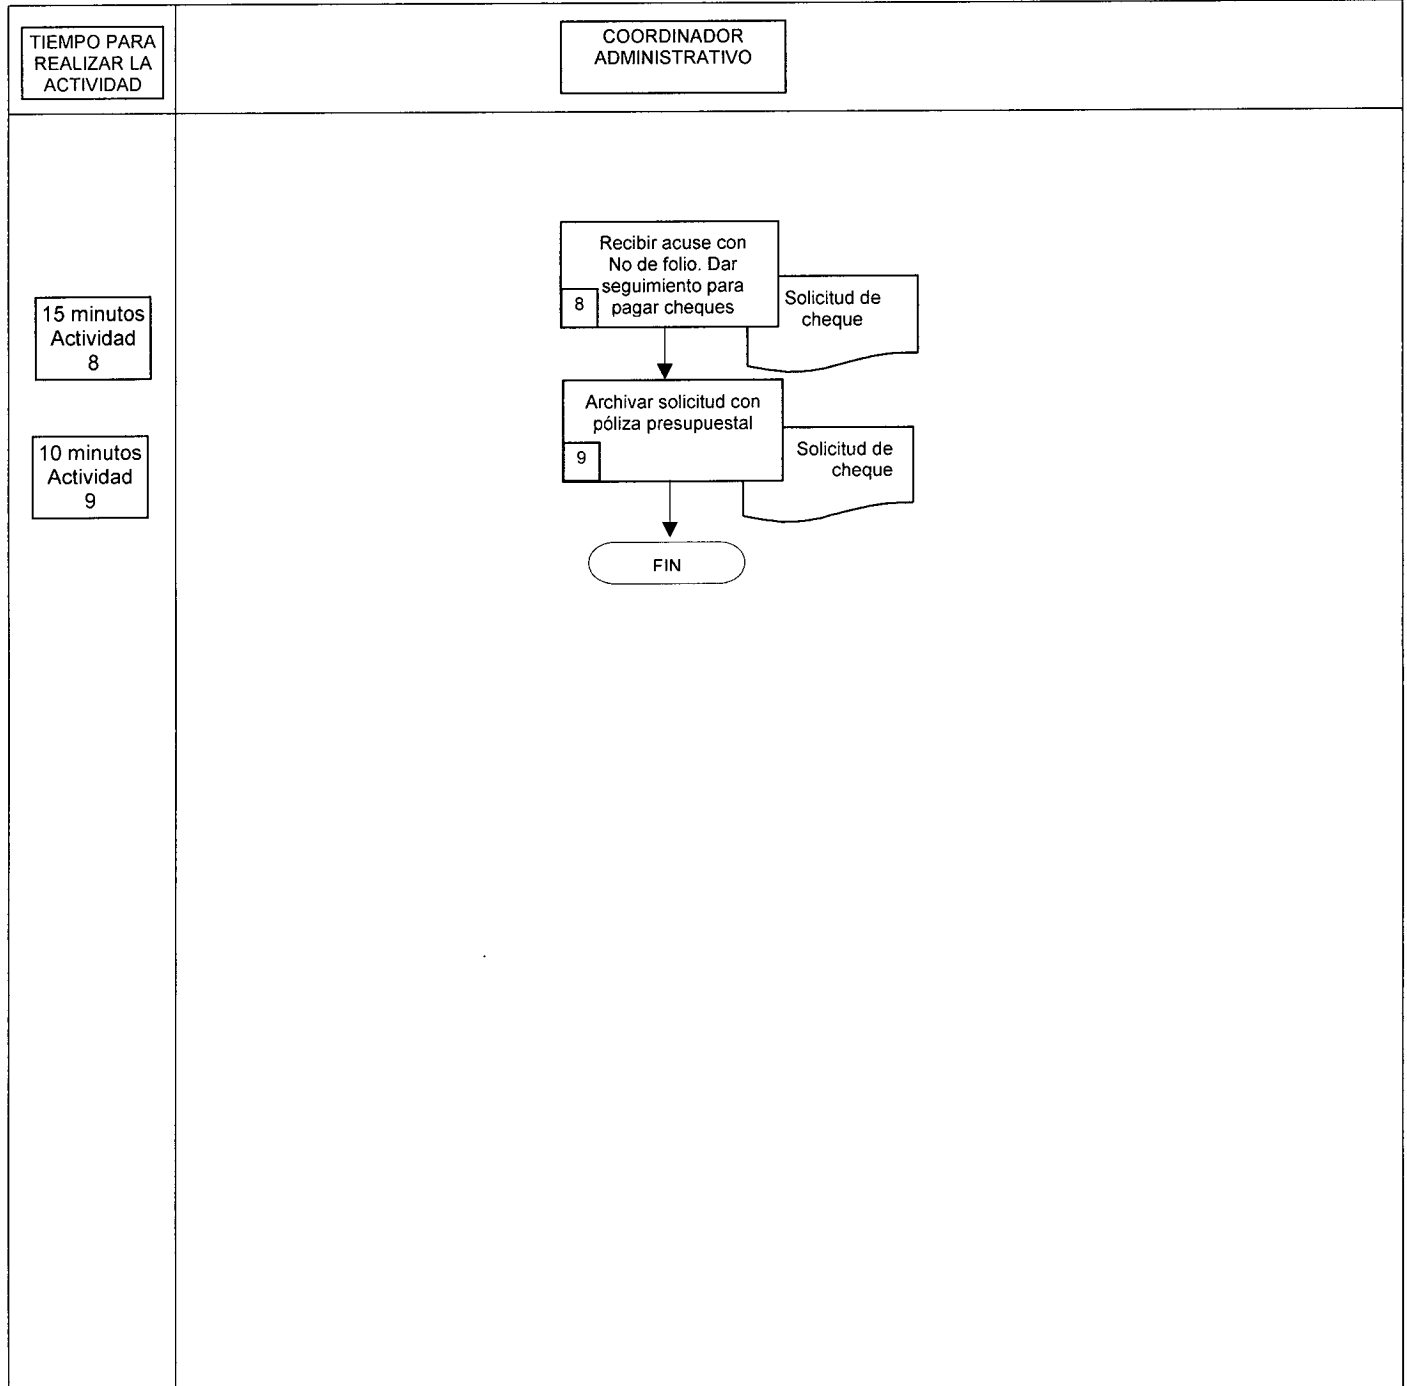 TIEMPO PARA
REALIZAR LA
ACTIVIDAD
COORDINADOR
ADMINISTRATIVO
15 minutos
Actividad
8
Recibir acuse con
No de folio. Dar
seguimiento para
pagar cheques
8
Solicitud de
cheque
10 minutos
Actividad
9
Archivar solicitud con
póliza presupuestal
9
Solicitud de
cheque
FIN